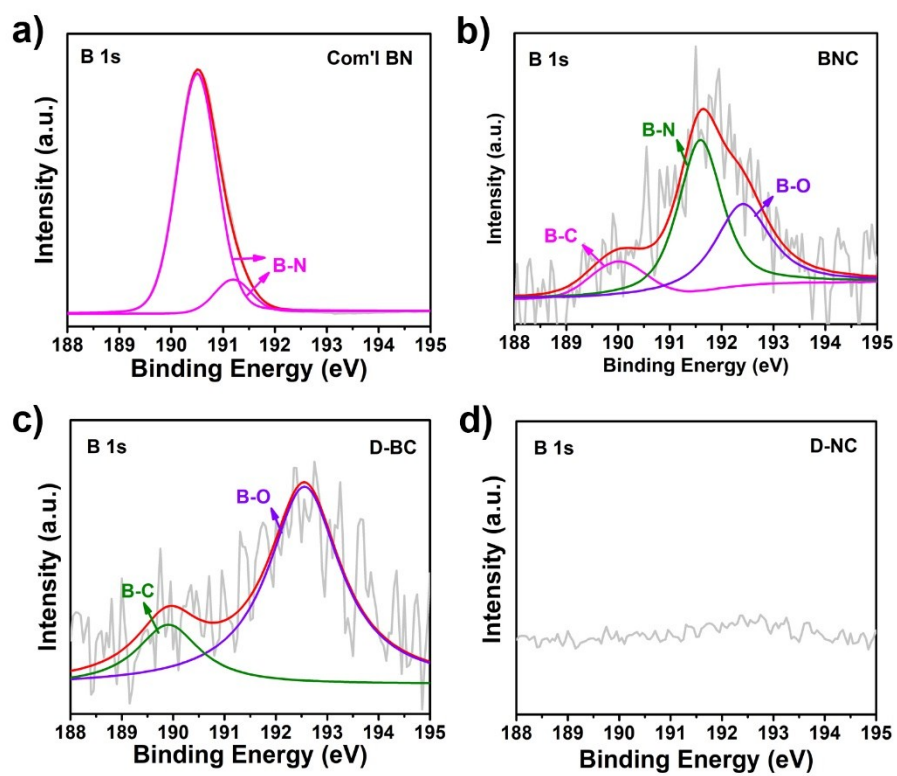 a)
B 1s
Com'l BN
B-N
Intensity (a.u.)
188 189 190 191 192 193 194 195
Binding Energy (eV)
b)
B 1s
BNC
B-N
B-O
B-C
Intensity (a.u.)
188 189 190 191 192 193 194 195
Binding Energy (eV)
c)
B 1s
D-BC
B-O
B-C
Intensity (a.u.)
188 189 190 191 192 193 194 195
Binding Energy (eV)
d)
B 1s
D-NC
Intensity (a.u.)
188 189 190 191 192 193 194 195
Binding Energy (eV)